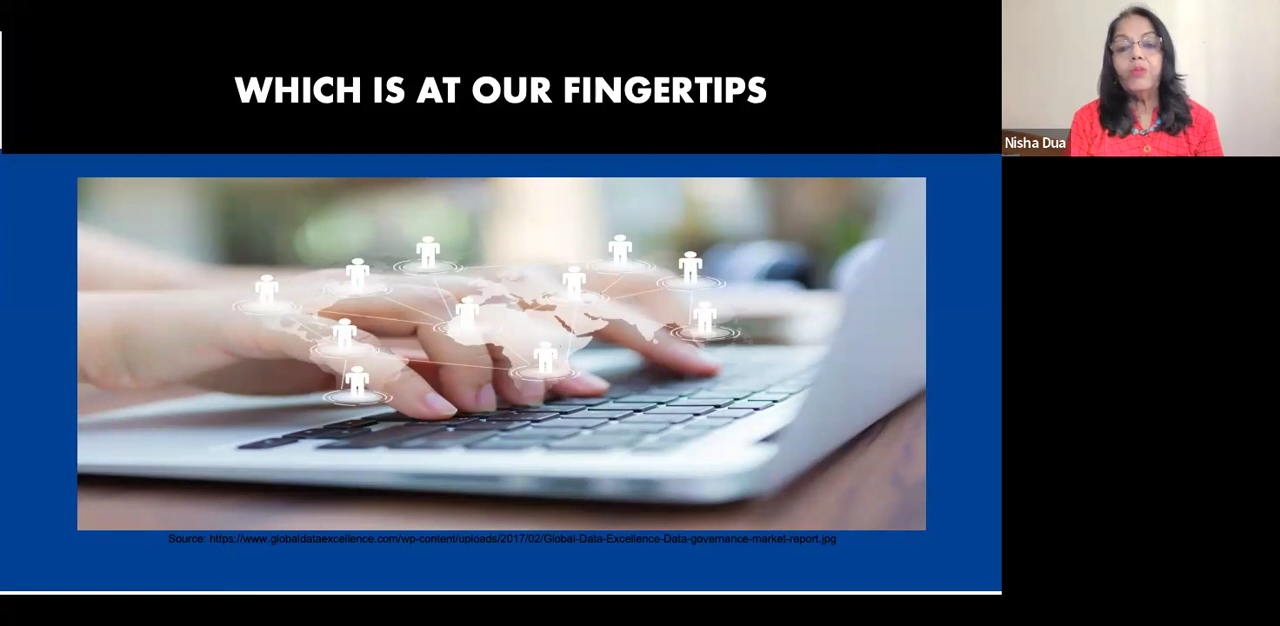 WHICH IS AT OUR FINGERTIPS
Nisha Dua
Source: https://www.globaldataexcellence.com/wp-content/uploads/2017/02/Global-Data-Excellence-Data-governance-market-report.jpg